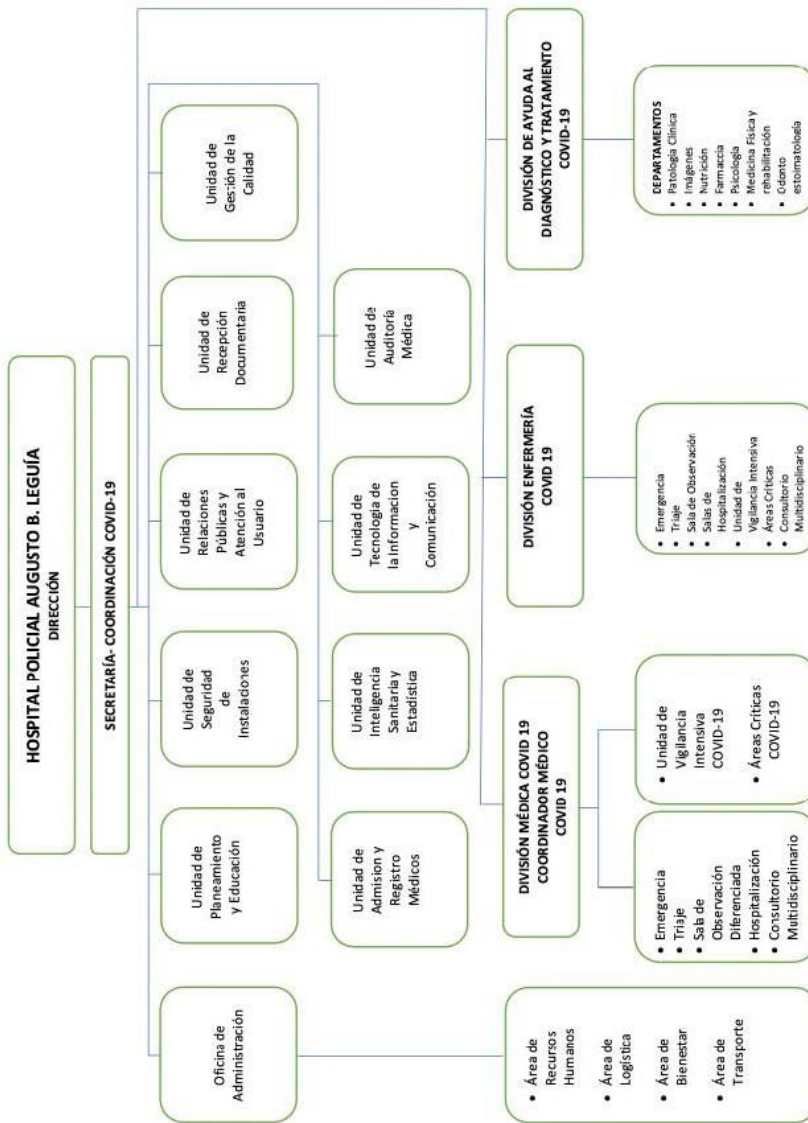 HOSPITAL POLICIAL AUGUSTO B. LEGUÍA
DIRECCIÓN
SECRETARÍA- COORDINACIÓN COVID-19
Oficina de
Administración
Unidad de
Planeamiento
y Educación
Unidad de
Seguridad
de
Instalaciones
Unidad de
Relaciones
Públicas y
Atención al
Usuario
Unidad de
Recepción
Documentaria
Unidad de
Gestión de la
Calidad
Unidad de
Admision y
Registro
Médicos
Unidad de
Inteligencia
Sanitaria y
Estadística
Unidad de
Tecnología de
la Informacion
y
Comunicación
Unidad de
Auditoría
Médica
DIVISIÓN MÉDICA COVID 19
COORDINADOR MÉDICO
COVID 19
DIVISIÓN ENFERMERÍA
COVID 19
DIVISIÓN DE AYUDA AL
DIAGNÓSTICO Y TRATAMIENTO
COVID-19
• Área de
Recursos
Humanos
• Área de
Logística
• Área de
Bienestar
• Área de
Transporte
• Emergencia
• Triaje
• Sala de
Observación
Diferenciada
• Hospitalización
• Consultorio
Multidisciplinario
• Unidad de
Vigilancia
Intensiva
COVID-19
• Áreas Criticas
COVID-19
• Emergencia
• Triaje
• Sala de Observación
• Salas de
Hospitalización
• Unidad de
Vigilancia Intensiva
• Áreas Críticas
• Consultorio
Multidisciplinario
DEPARTAMENTOS
• Patología Clínica
• Imágenes
• Nutrición
• Farmaccia
• Psicología
• Medicina Física y
rehabilitación
• Odonto
estoimatología